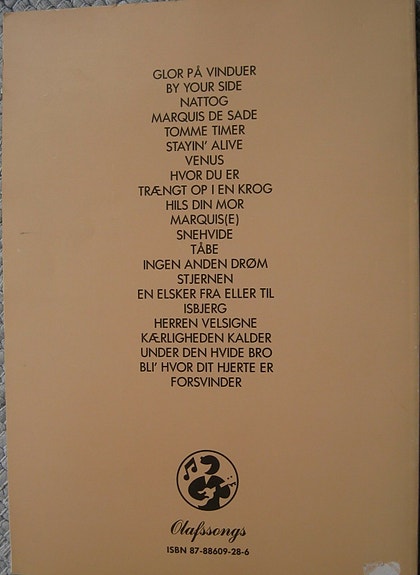 GLOR PÅ VINDUER
BY YOUR SIDE
NATTOG
MARQUIS DE SADE
TOMME TIMER
STAYIN' ALIVE
VENUS
HVOR DU ER
TRÆNGT OP I EN KROG
HILS DIN MOR
MARQUIS(E)
SNEHVIDE
TÅBE
INGEN ANDEN DRØM
STJERNEN
EN ELSKER FRA ELLER TIL
ISBJERG
HERREN VELSIGNE
KÆRLIGHEDEN KALDER
UNDER DEN HVIDE BRO
BLI' HVOR DIT HJERTE ER
FORSVINDER
Olafssongs
ISBN 87-88609-28-6